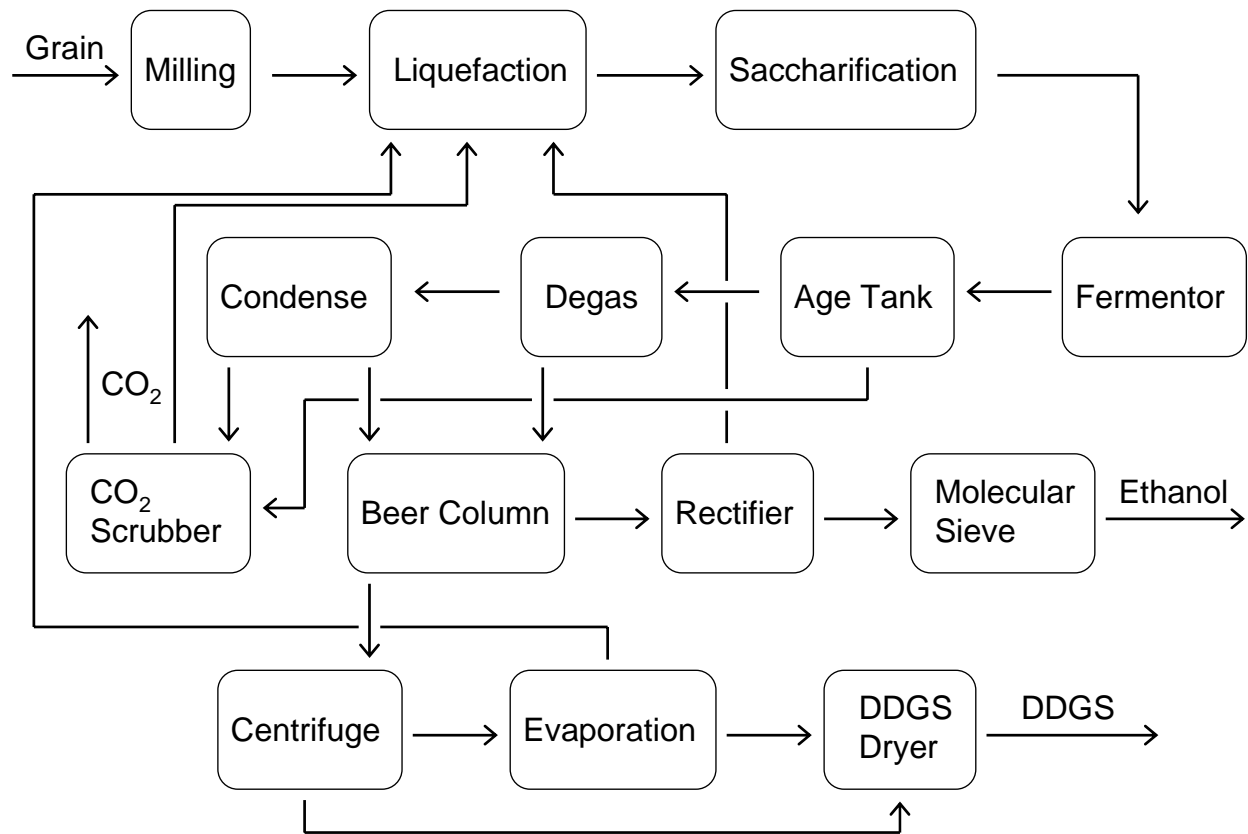 Grain
Milling
Liquefaction
Saccharification
Condense
Degas
Age Tank
Fermentor
CO₂
CO₂
Scrubber
Beer Column
Rectifier
Molecular
Sieve
Ethanol
Centrifuge
Evaporation
DDGS
Dryer
DDGS